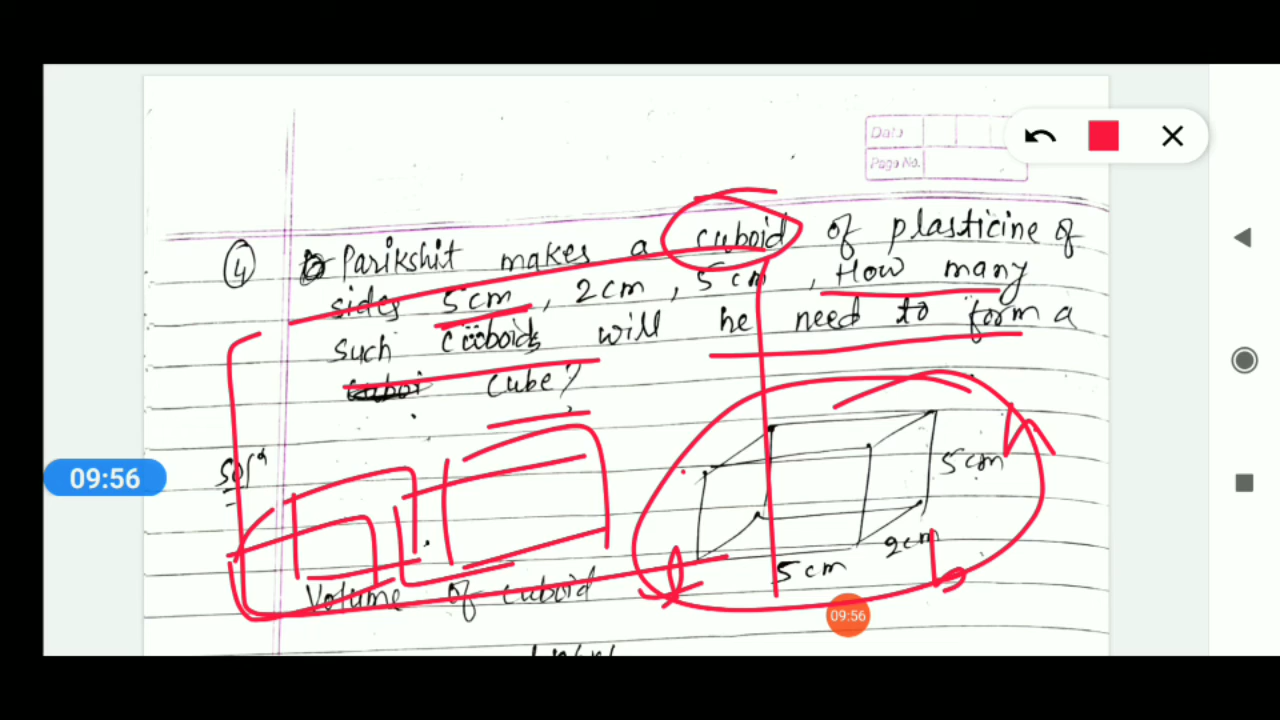 Date
Page No.
(4) Parikshit makes a cuboid of plasticine of
sides 5cm, 2cm, 5cm, How many
such cuboids will he need to form a
cube?
Solⁿ
5cm
2cm
5cm
Volume of cuboid
09:56
09:56